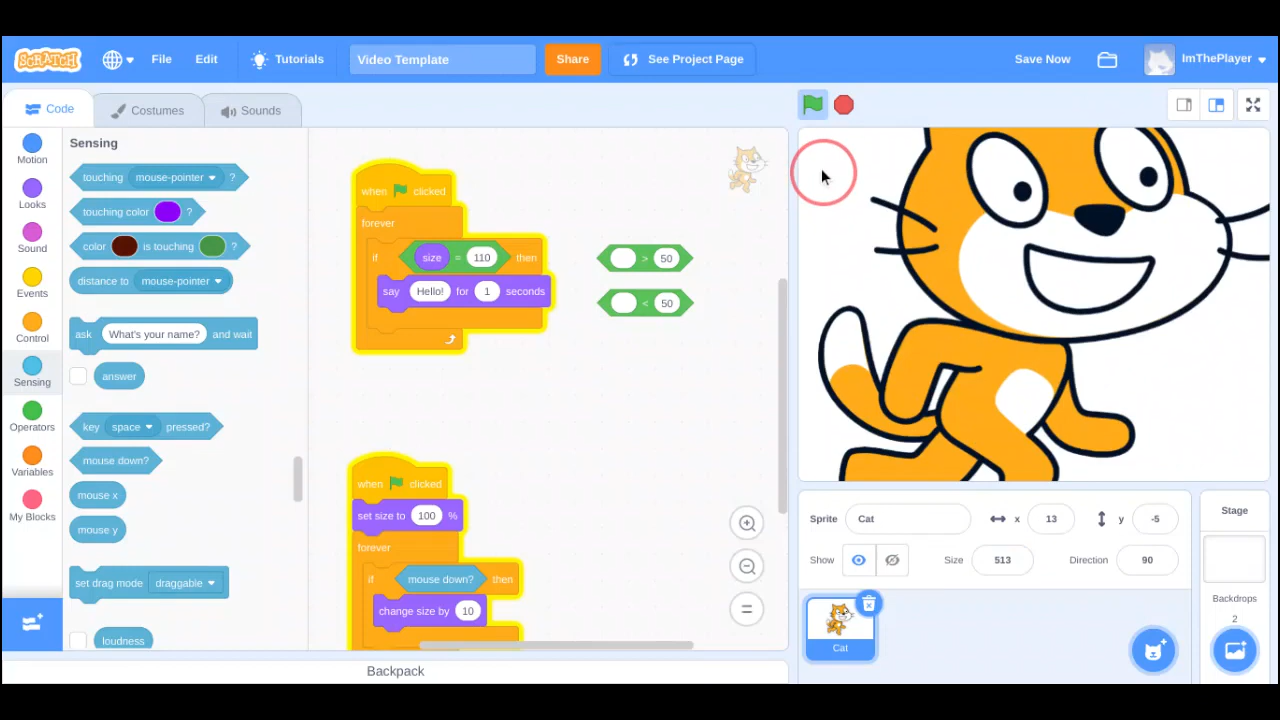 SCRATCH
File
Edit
Tutorials
Video Template
Share
See Project Page
Save Now
ImThePlayer
Code
Costumes
Sounds
Motion
Looks
Sound
Events
Control
Sensing
Operators
Variables
My Blocks
Sensing
touching mouse-pointer ?
touching color ?
color is touching ?
distance to mouse-pointer
ask What's your name? and wait
answer
key space pressed?
mouse down?
mouse x
mouse y
set drag mode draggable
loudness
when clicked
forever
if size = 110 then
say Hello! for 1 seconds
> 50
< 50
when clicked
set size to 100 %
forever
if mouse down? then
change size by 10
Backpack
Sprite Cat x 13 y -5
Show Size 513 Direction 90
Cat
Stage
Backdrops
2